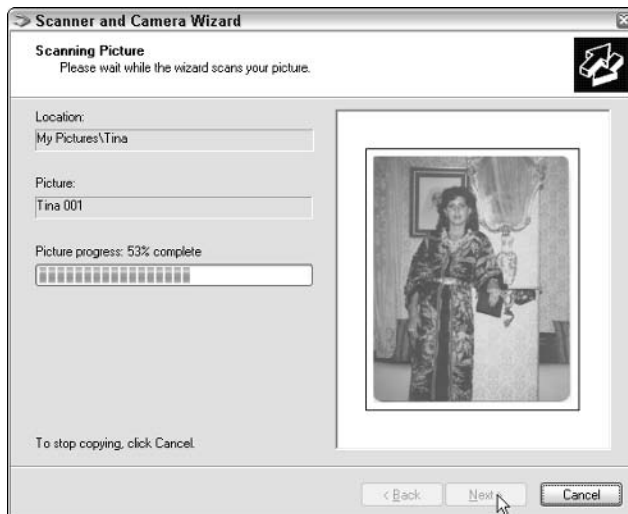 Scanner and Camera Wizard
Scanning Picture
Please wait while the wizard scans your picture.
Location:
My Pictures\Tina
Picture:
Tina 001
Picture progress: 53% complete
To stop copying, click Cancel.
< Back
Next >
Cancel